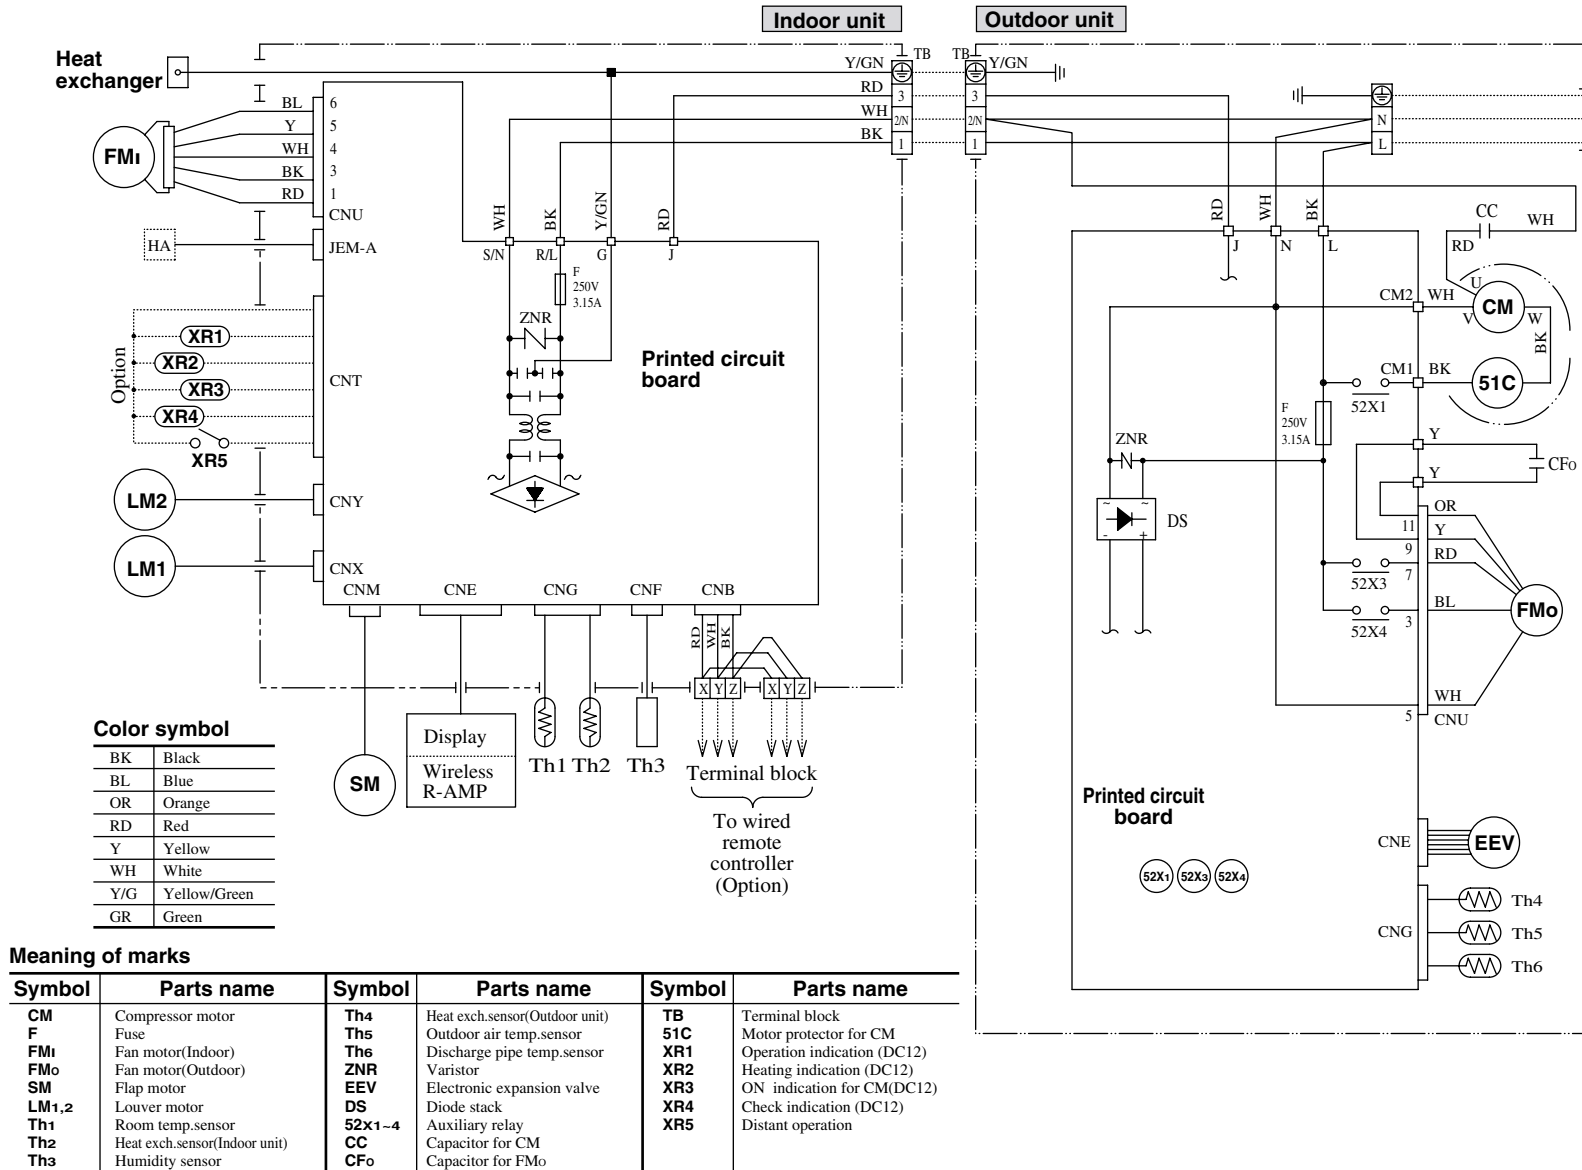 Indoor unit
Outdoor unit
Heat
exchanger
Y/GN
TB
TB
Y/GN
RD
3
3
WH
2/N
2/N
N
BK
1
1
L
FMI
BL
6
Y
5
WH
4
BK
3
RD
1
CNU
HA
JEM-A
WH
BK
Y/GN
RD
S/N
R/L
G
J
F
250V
3.15A
ZNR
Printed circuit
board
Option
XR1
XR2
XR3
XR4
XR5
CNT
LM2
CNY
LM1
CNX
CNM
CNE
CNG
CNF
CNB
RD
WH
BK
X
Y
Z
X
Y
Z
SM
Display
Wireless
R-AMP
Th1
Th2
Th3
Terminal block
To wired
remote
controller
(Option)
RD
WH
BK
J
N
L
CC
WH
RD
U
CM2
WH
V
CM
W
BK
CM1
BK
51C
52X1
F
250V
3.15A
ZNR
DS
~
~
-
+
Y
Y
CFO
OR
11
Y
9
RD
7
52X3
BL
3
52X4
FMO
WH
5
CNU
Printed circuit
board
52X1
52X3
52X4
CNE
EEV
CNG
Th4
Th5
Th6
Color symbol
BK Black
BL Blue
OR Orange
RD Red
Y Yellow
WH White
Y/G Yellow/Green
GR Green
Meaning of marks
Symbol Parts name Symbol Parts name Symbol Parts name
CM Compressor motor Th4 Heat exch.sensor(Outdoor unit) TB Terminal block
F Fuse Th5 Outdoor air temp.sensor 51C Motor protector for CM
FMI Fan motor(Indoor) Th6 Discharge pipe temp.sensor XR1 Operation indication (DC12)
FMO Fan motor(Outdoor) ZNR Varistor XR2 Heating indication (DC12)
SM Flap motor EEV Electronic expansion valve XR3 ON indication for CM(DC12)
LM1,2 Louver motor DS Diode stack XR4 Check indication (DC12)
Th1 Room temp.sensor 52X1~4 Auxiliary relay XR5 Distant operation
Th2 Heat exch.sensor(Indoor unit) CC Capacitor for CM
Th3 Humidity sensor CFO Capacitor for FMO